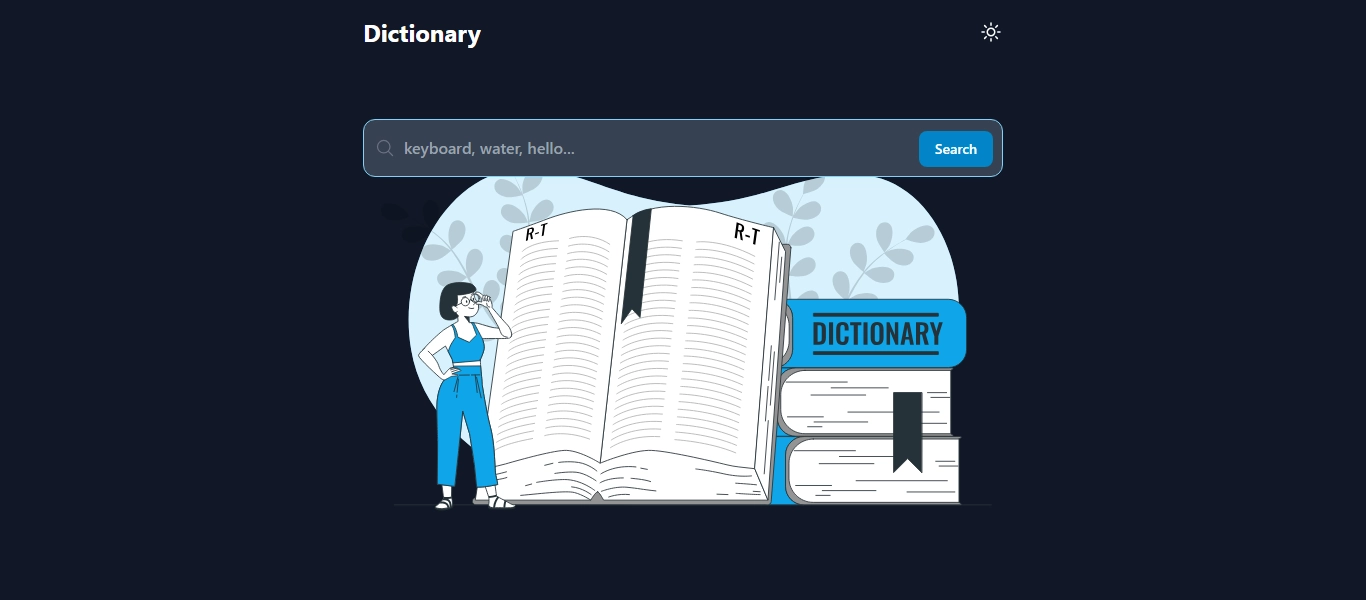 Dictionary
keyboard, water, hello...
Search
R-T
R-T
DICTIONARY